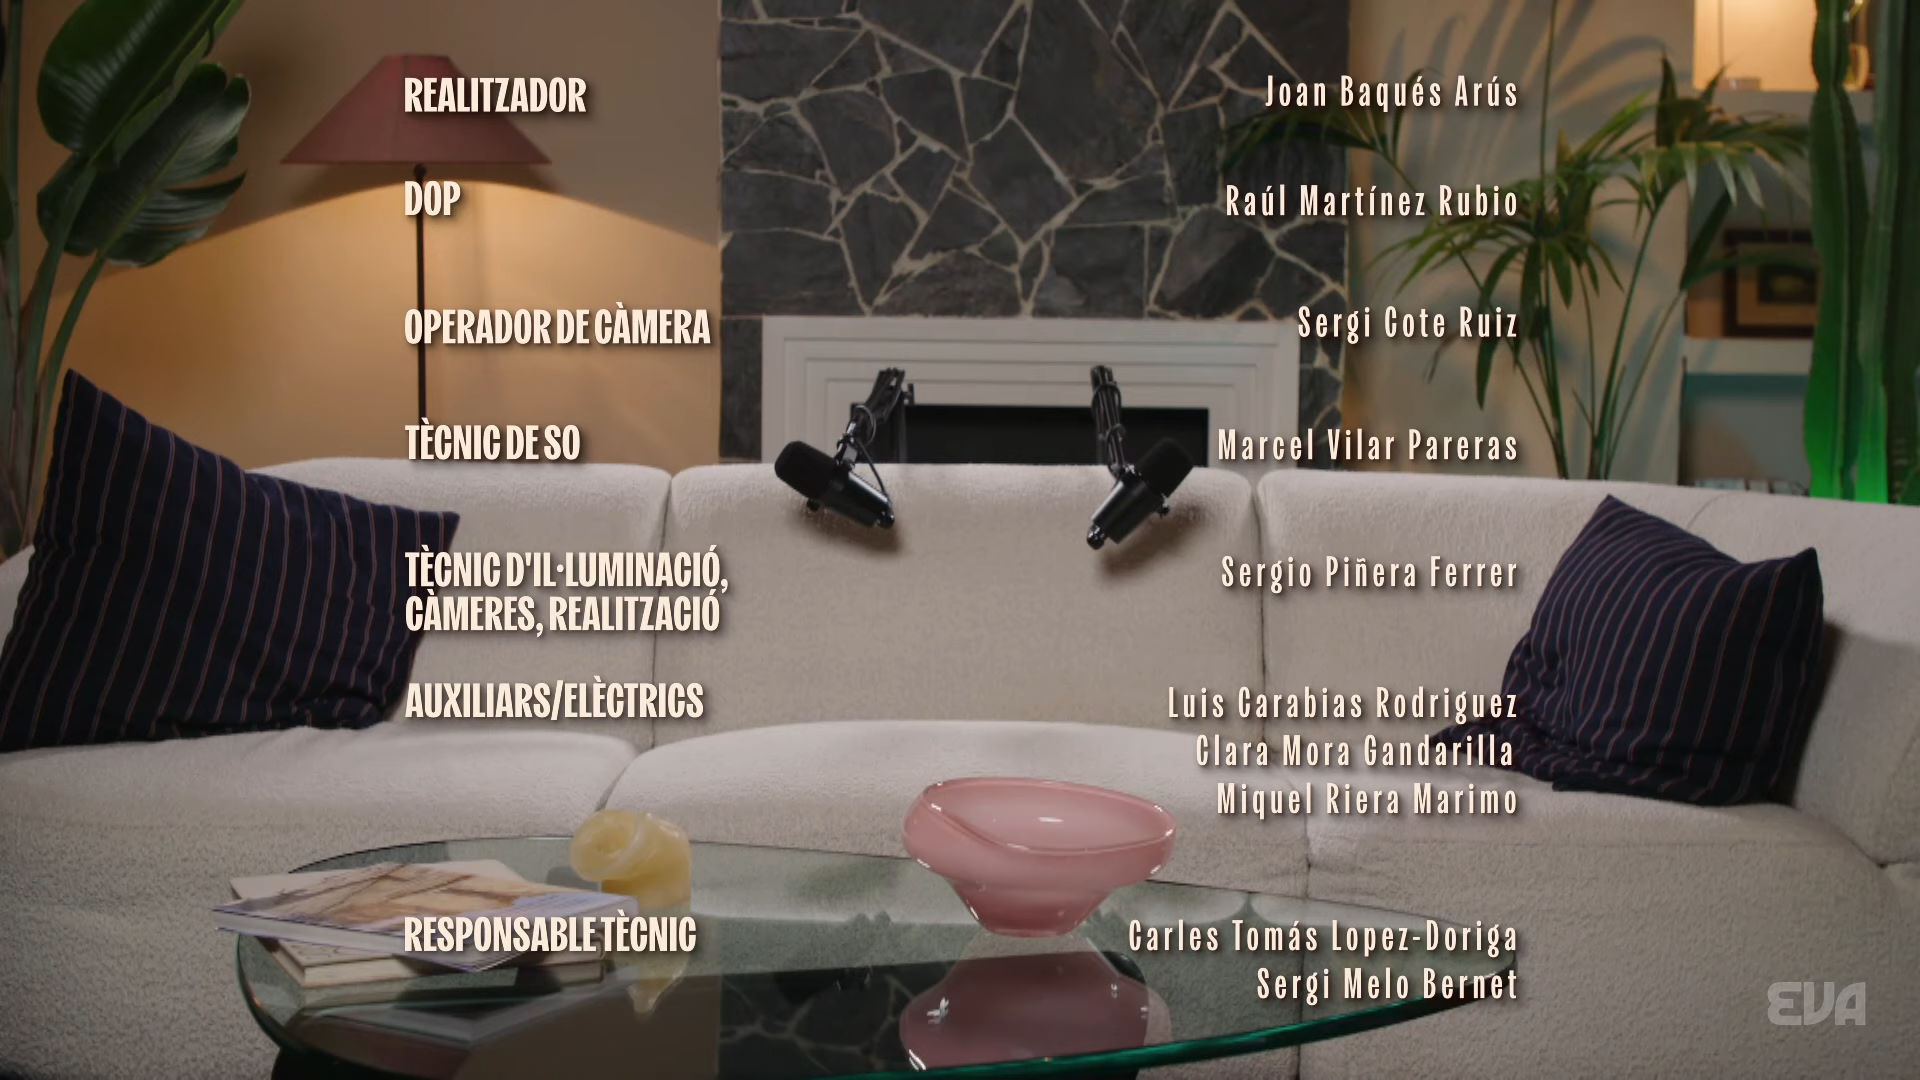 REALITZADOR
Joan Baqués Arús
DOP
Raúl Martínez Rubio
OPERADOR DE CÀMERA
Sergi Cote Ruiz
TÈCNIC DE SO
Marcel Vilar Pareras
TÈCNIC D'IL·LUMINACIÓ,
CÀMERES, REALITZACIÓ
Sergio Piñera Ferrer
AUXILIARS/ELÈCTRICS
Luis Carabias Rodriguez
Clara Mora Gandarilla
Miquel Riera Marimo
RESPONSABLE TÈCNIC
Carles Tomás Lopez-Doriga
Sergi Melo Bernet
EVA